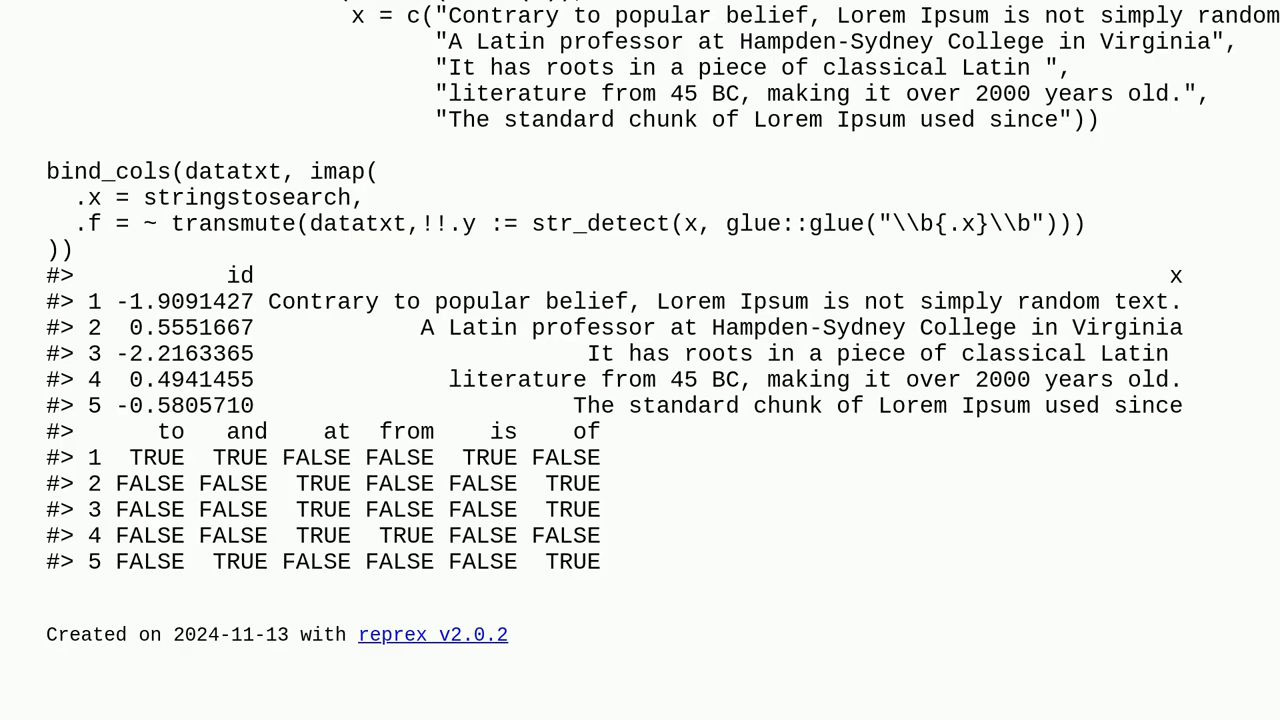 x = c("Contrary to popular belief, Lorem Ipsum is not simply random
"A Latin professor at Hampden-Sydney College in Virginia",
"It has roots in a piece of classical Latin ",
"literature from 45 BC, making it over 2000 years old.",
"The standard chunk of Lorem Ipsum used since"))
bind_cols(datatxt, imap(
.x = stringstosearch,
.f = ~ transmute(datatxt,!!.y := str_detect(x, glue::glue("\\b{.x}\\b")))
))
#> id x
#> 1 -1.9091427 Contrary to popular belief, Lorem Ipsum is not simply random text.
#> 2 0.5551667 A Latin professor at Hampden-Sydney College in Virginia
#> 3 -2.2163365 It has roots in a piece of classical Latin
#> 4 0.4941455 literature from 45 BC, making it over 2000 years old.
#> 5 -0.5805710 The standard chunk of Lorem Ipsum used since
#> to and at from is of
#> 1 TRUE TRUE FALSE FALSE TRUE FALSE
#> 2 FALSE FALSE TRUE FALSE FALSE TRUE
#> 3 FALSE FALSE TRUE FALSE FALSE TRUE
#> 4 FALSE FALSE TRUE TRUE FALSE FALSE
#> 5 FALSE TRUE FALSE FALSE FALSE TRUE
Created on 2024-11-13 with reprex v2.0.2